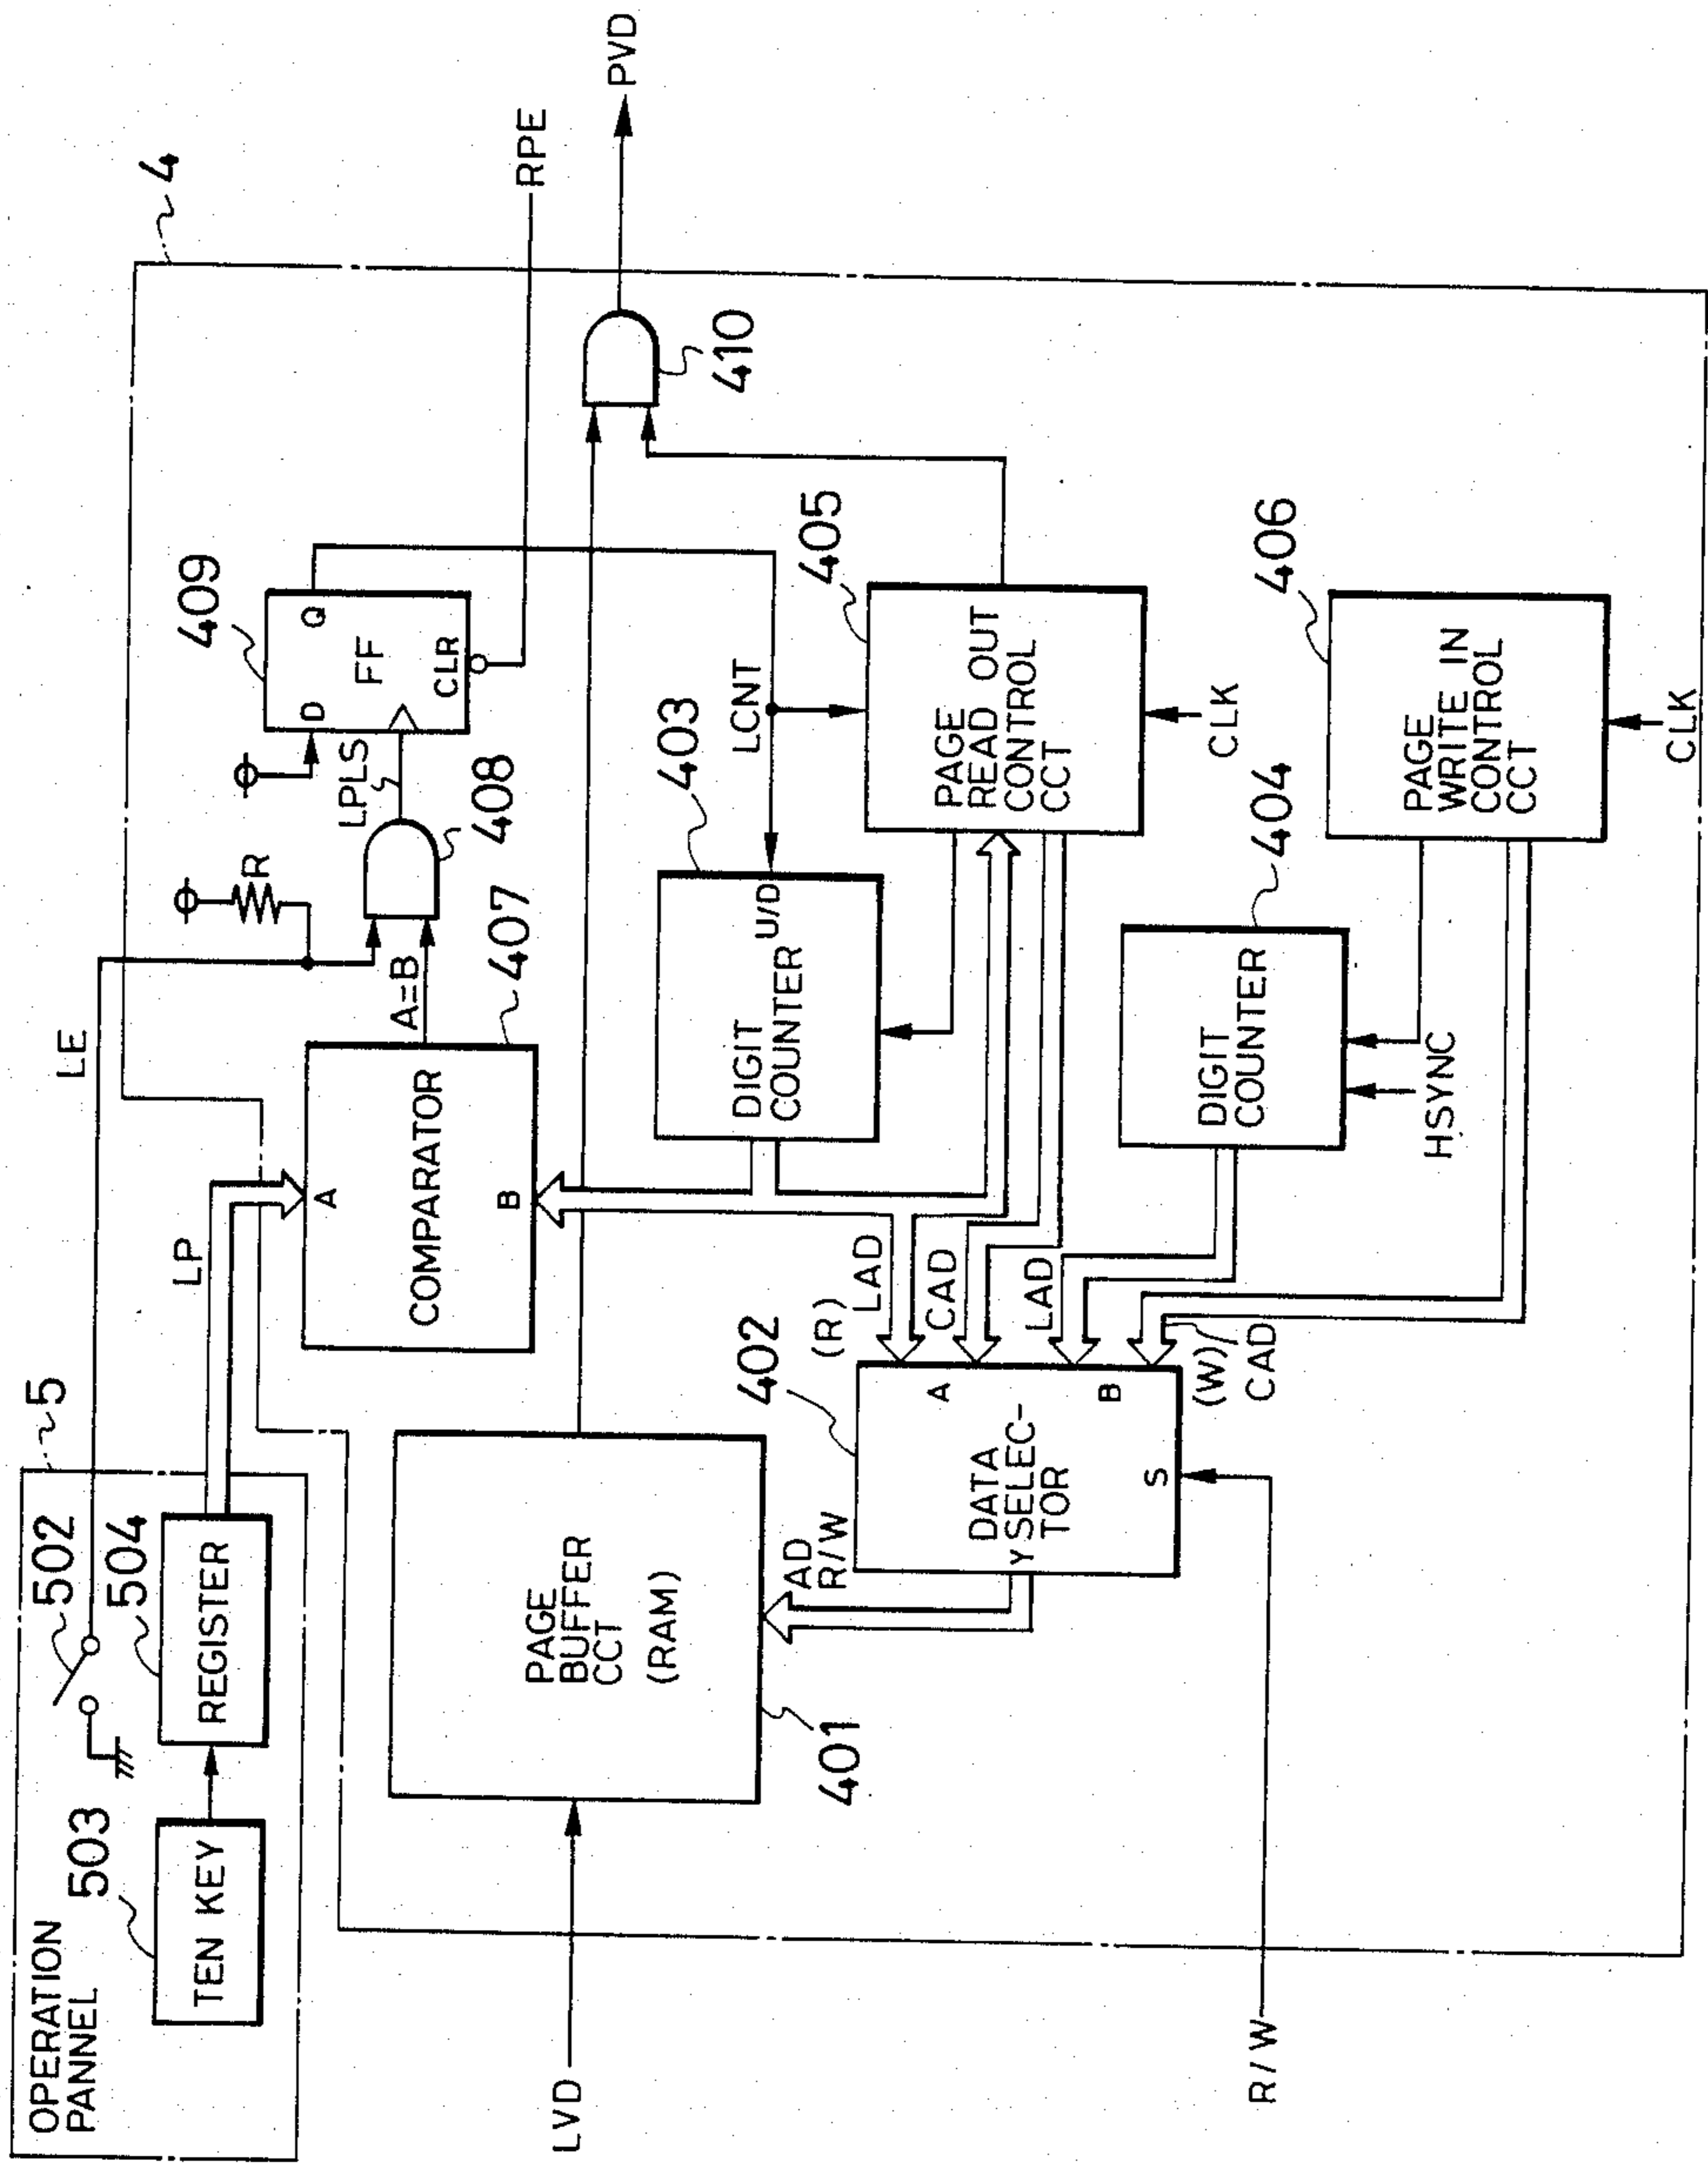 OPERATION
PANNEL
503
TEN KEY
502
504
REGISTER
5
LE
LP
4
LVD
401
PAGE
BUFFER
CCT
(RAM)
AD
R/W
402
DATA
SELEC-
TOR
Y
A
B
S
R/W
(R)
LAD
CAD
LAD
(W)
CAD
COMPARATOR
A
B
A=B
407
R
408
LPLS
409
D
Q
FF
CLR
RPE
PVD
410
403
DIGIT
COUNTER
U/D
LCNT
405
PAGE
READ OUT
CONTROL
CCT
CLK
404
DIGIT
COUNTER
HSYNC
406
PAGE
WRITE IN
CONTROL
CCT
CLK